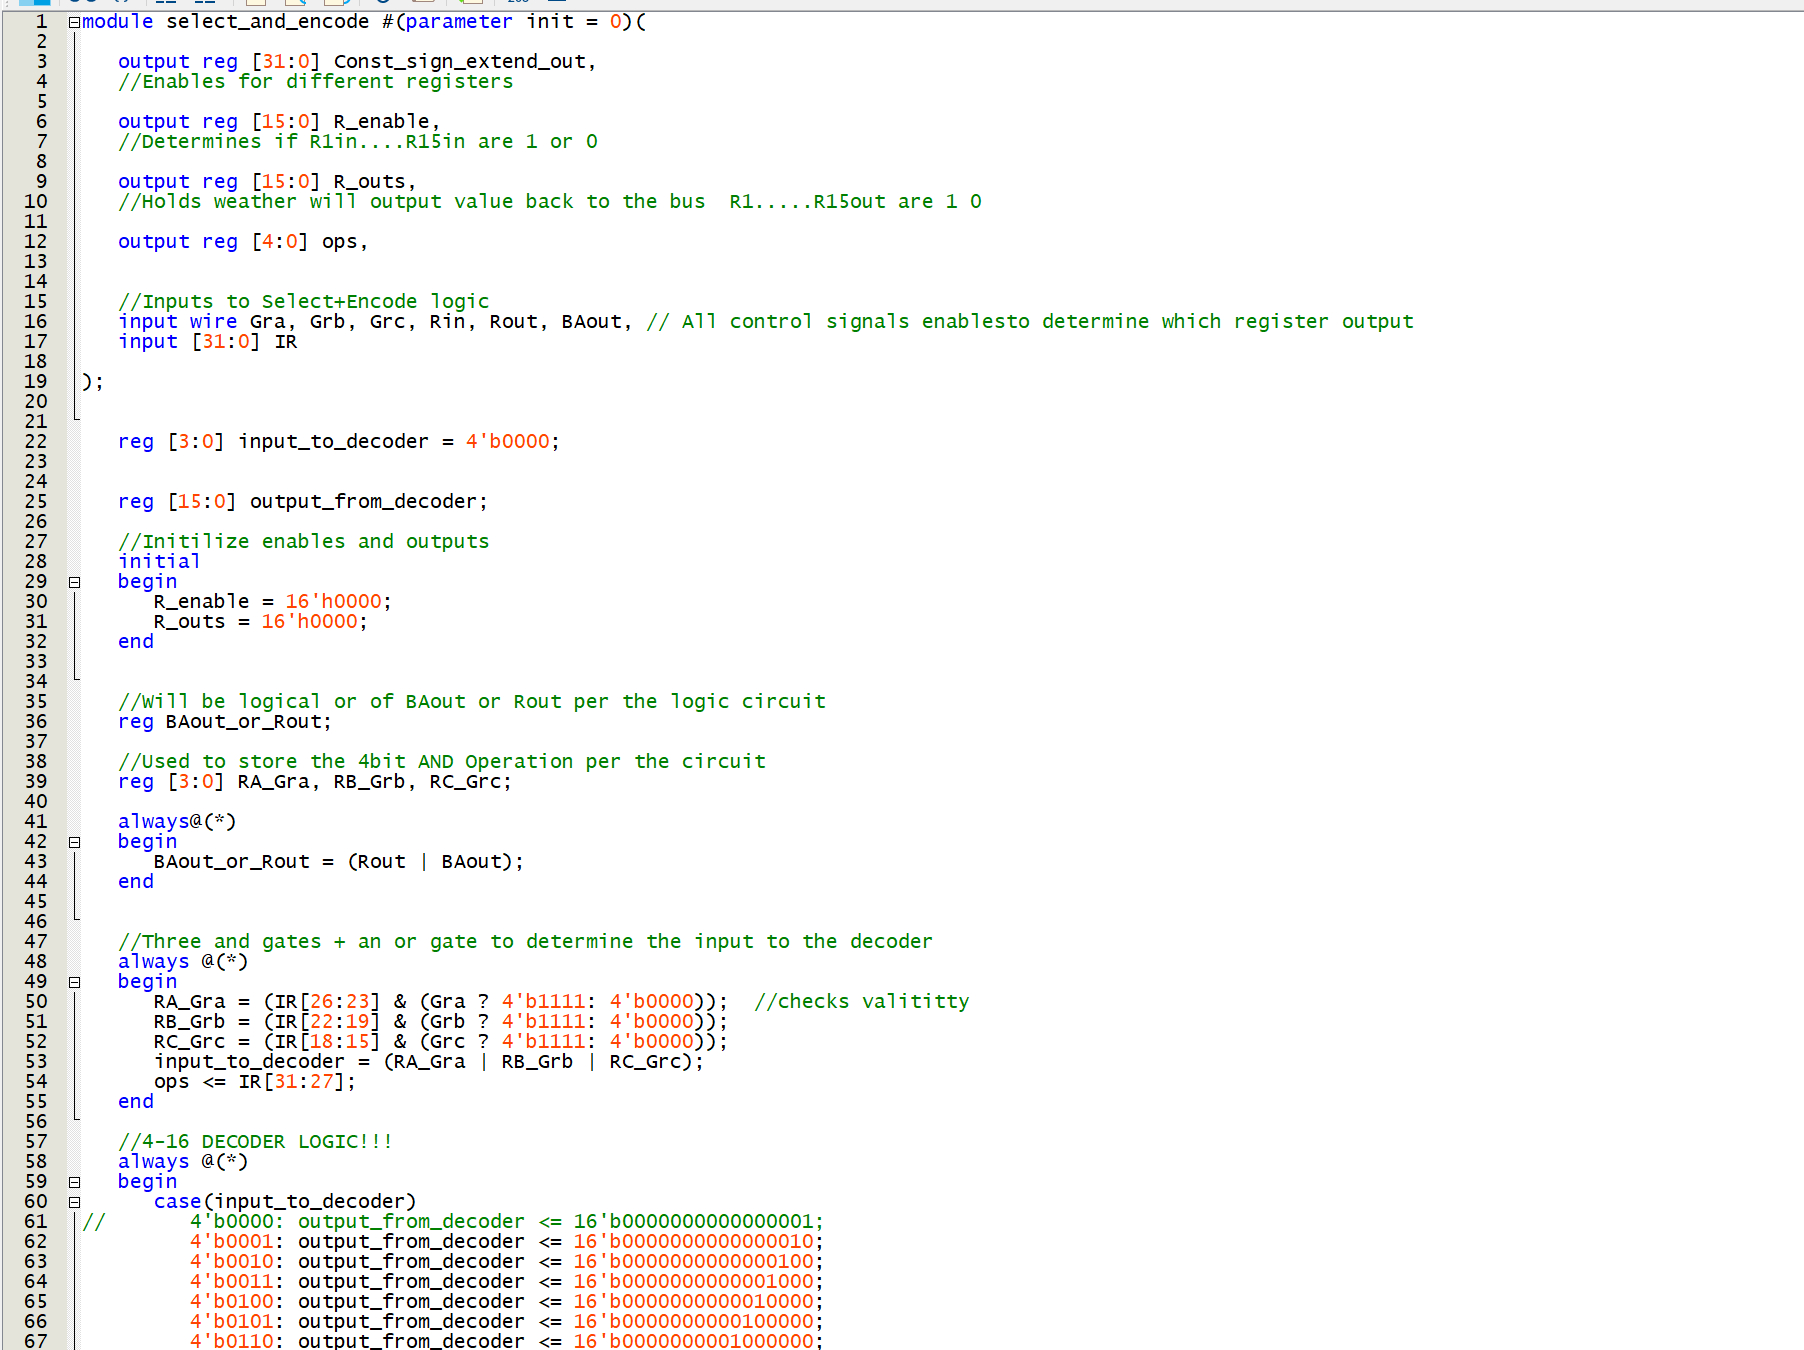 1 module select_and_encode #(parameter init = 0)(
2
3 output reg [31:0] Const_sign_extend_out,
4 //Enables for different registers
5
6 output reg [15:0] R_enable,
7 //Determines if R1in....R15in are 1 or 0
8
9 output reg [15:0] R_outs,
10 //Holds weather will output value back to the bus  R1.....R15out are 1 0
11
12 output reg [4:0] ops,
13
14
15 //Inputs to Select+Encode logic
16 input wire Gra, Grb, Grc, Rin, Rout, BAout, // All control signals enablesto determine which register output
17 input [31:0] IR
18
19 );
20
21
22 reg [3:0] input_to_decoder = 4'b0000;
23
24
25 reg [15:0] output_from_decoder;
26
27 //Initilize enables and outputs
28 initial
29 begin
30 R_enable = 16'h0000;
31 R_outs = 16'h0000;
32 end
33
34
35 //Will be logical or of BAout or Rout per the logic circuit
36 reg BAout_or_Rout;
37
38 //Used to store the 4bit AND Operation per the circuit
39 reg [3:0] RA_Gra, RB_Grb, RC_Grc;
40
41 always@(*)
42 begin
43 BAout_or_Rout = (Rout | BAout);
44 end
45
46
47 //Three and gates + an or gate to determine the input to the decoder
48 always @(*)
49 begin
50 RA_Gra = (IR[26:23] & (Gra ? 4'b1111: 4'b0000));  //checks valititty
51 RB_Grb = (IR[22:19] & (Grb ? 4'b1111: 4'b0000));
52 RC_Grc = (IR[18:15] & (Grc ? 4'b1111: 4'b0000));
53 input_to_decoder = (RA_Gra | RB_Grb | RC_Grc);
54 ops <= IR[31:27];
55 end
56
57 //4-16 DECODER LOGIC!!!
58 always @(*)
59 begin
60 case(input_to_decoder)
61 // 4'b0000: output_from_decoder <= 16'b0000000000000001;
62 4'b0001: output_from_decoder <= 16'b0000000000000010;
63 4'b0010: output_from_decoder <= 16'b0000000000000100;
64 4'b0011: output_from_decoder <= 16'b0000000000001000;
65 4'b0100: output_from_decoder <= 16'b0000000000010000;
66 4'b0101: output_from_decoder <= 16'b0000000000100000;
67 4'b0110: output_from_decoder <= 16'b0000000001000000;